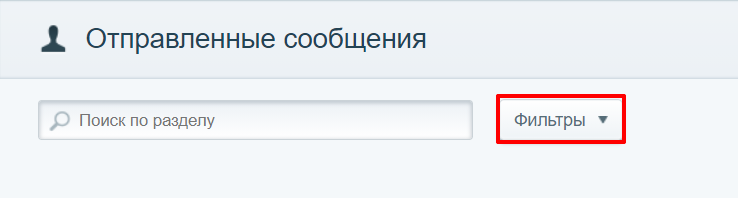 Отправленные сообщения
Поиск по разделу
Фильтры